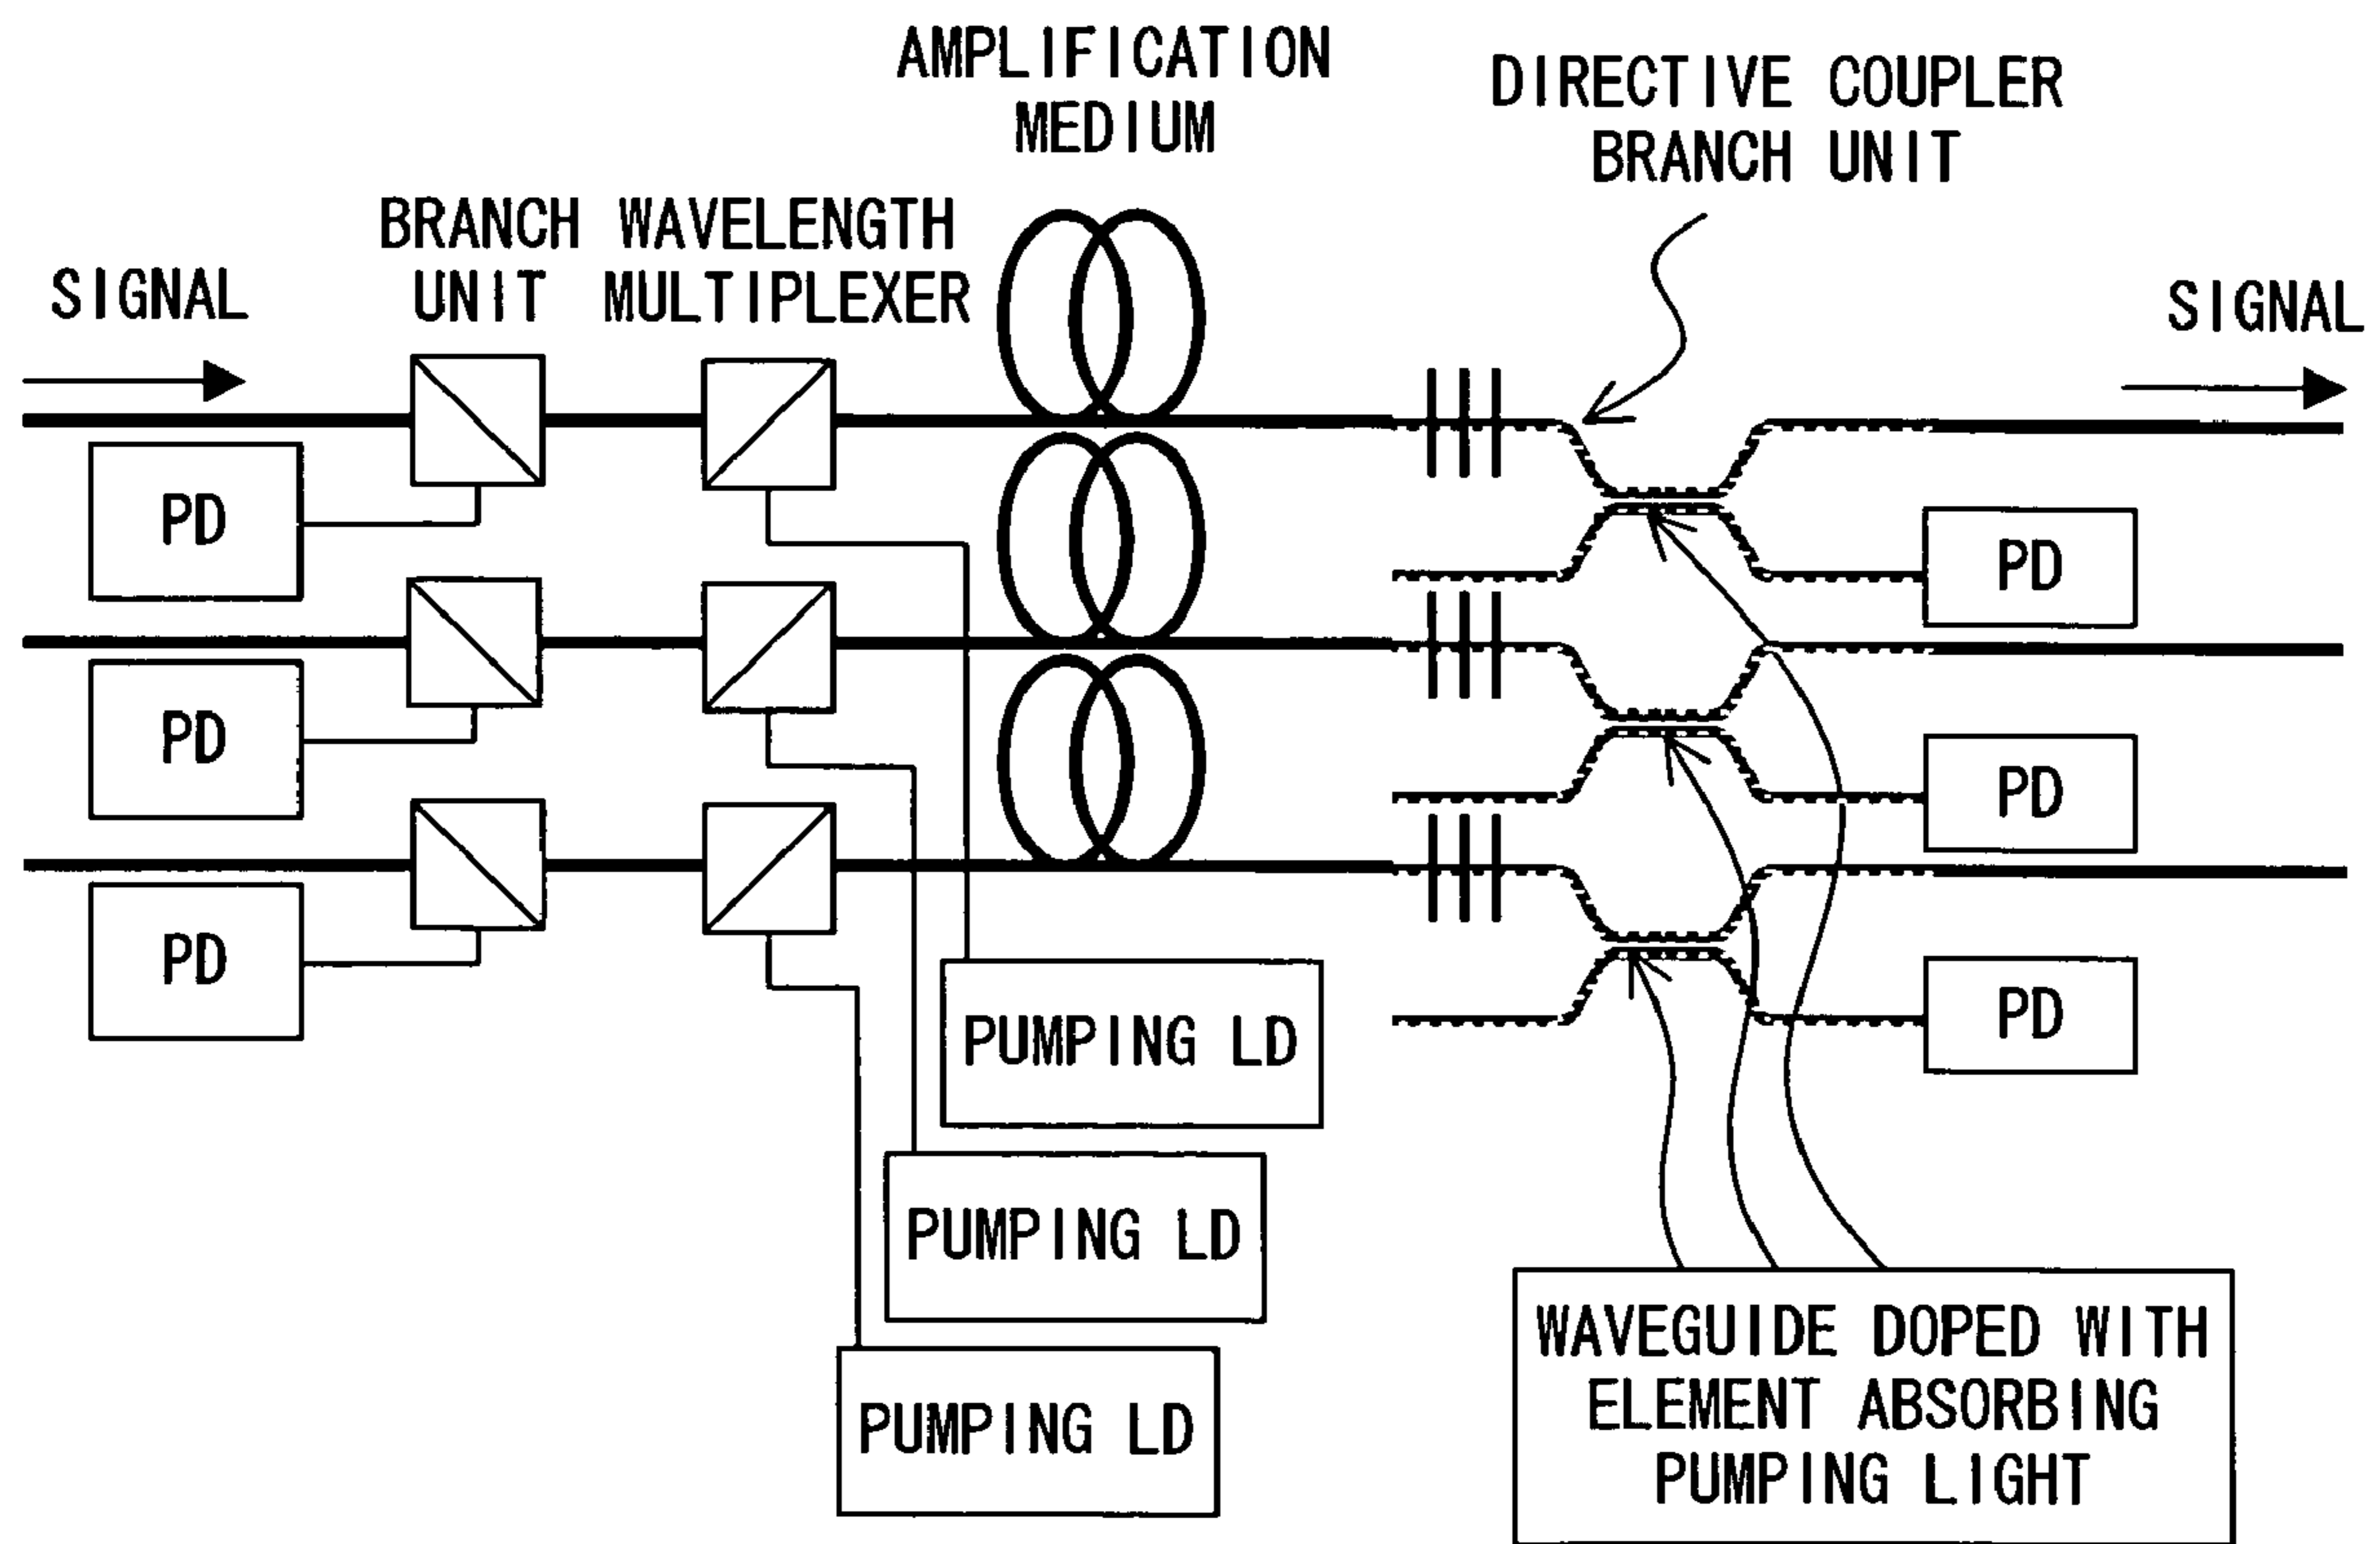 AMPLIFICATION
MEDIUM
DIRECTIVE COUPLER
BRANCH UNIT
BRANCH
UNIT
WAVELENGTH
MULTIPLEXER
SIGNAL
SIGNAL
PD
PD
PD
PD
PD
PD
PUMPING LD
PUMPING LD
PUMPING LD
WAVEGUIDE DOPED WITH
ELEMENT ABSORBING
PUMPING LIGHT